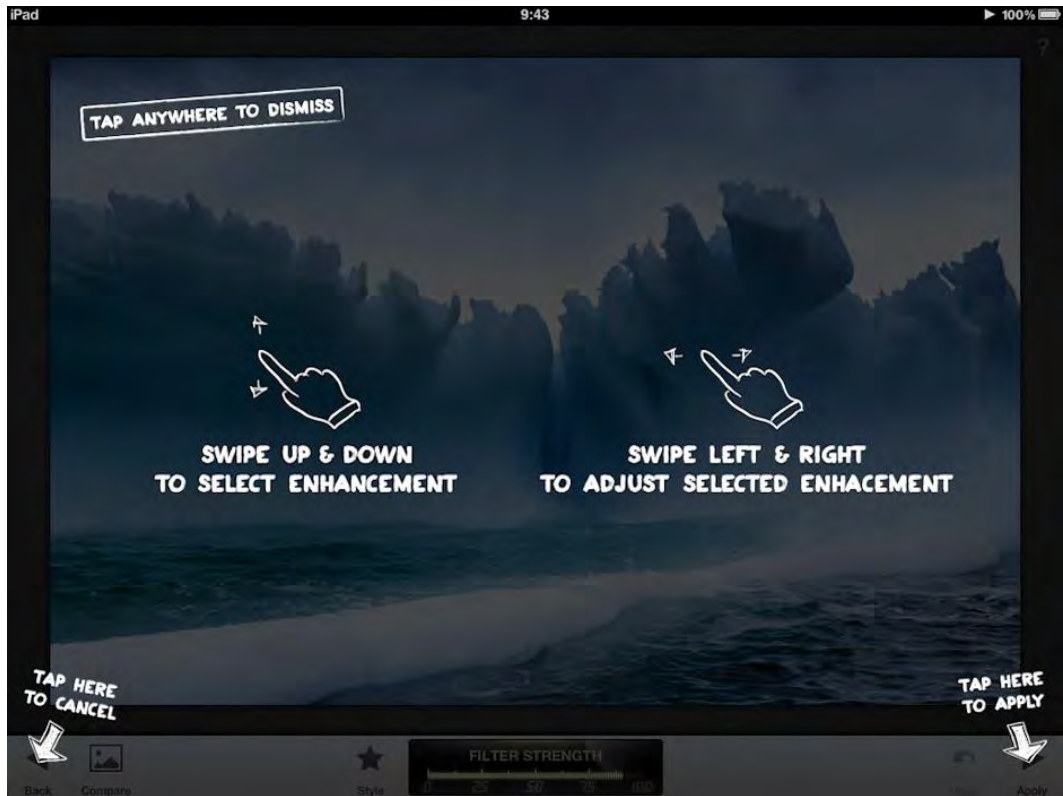 iPad
9:43
100%
?
TAP ANYWHERE TO DISMISS
SWIPE UP & DOWN
TO SELECT ENHANCEMENT
SWIPE LEFT & RIGHT
TO ADJUST SELECTED ENHACEMENT
TAP HERE
TO CANCEL
TAP HERE
TO APPLY
FILTER STRENGTH
0 25 50 75 100
Back
Compare
Style
Apply